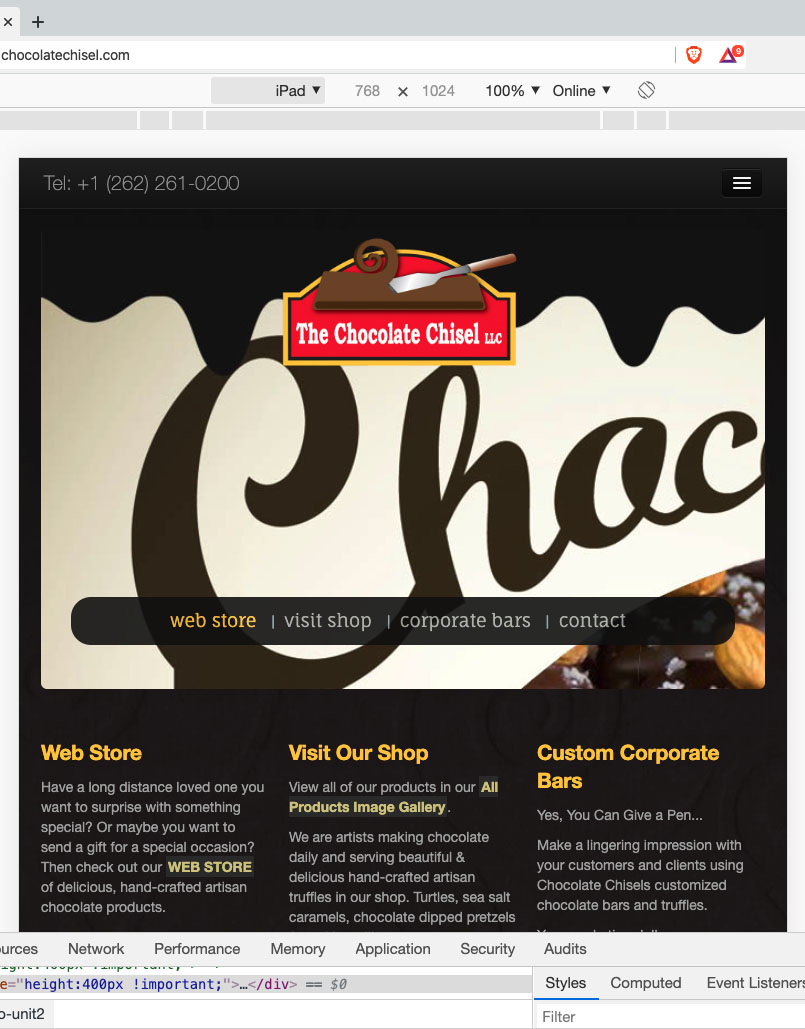 chocolatechisel.com
9
iPad ▼ 768 × 1024 100% ▼ Online ▼
Tel: +1 (262) 261-0200
The Chocolate Chisel LLC
Choc
web store | visit shop | corporate bars | contact
Web Store
Have a long distance loved one you
want to surprise with something
special? Or maybe you want to
send a gift for a special occasion?
Then check out our WEB STORE
of delicious, hand-crafted artisan
chocolate products.
Visit Our Shop
View all of our products in our All
Products Image Gallery .
We are artists making chocolate
daily and serving beautiful &
delicious hand-crafted artisan
truffles in our shop. Turtles, sea salt
caramels, chocolate dipped pretzels
Custom Corporate
Bars
Yes, You Can Give a Pen...
Make a lingering impression with
your customers and clients using
Chocolate Chisels customized
chocolate bars and truffles.
urces Network Performance Memory Application Security Audits
ight:400px !important;
e="height:400px !important;">…</div> == $0
o-unit2
Styles Computed Event Listeners
Filter